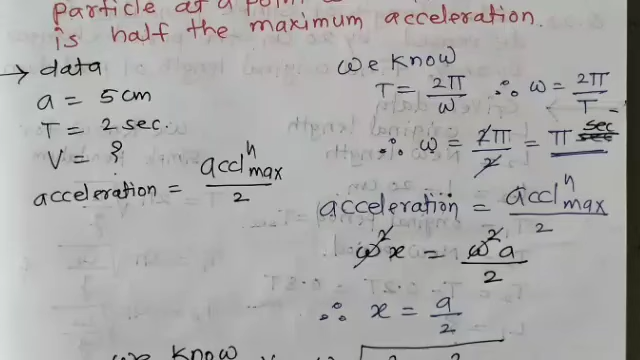 particle at a point
is half the maximum acceleration.
→ data
a = 5 cm
T = 2 sec.
V = ?
acceleration = accl^n max / 2
we know
T = 2π/ω ∴ ω = 2π/T
∴ ω = 2π/2 = π sec
acceleration = accl^n max / 2
ω²x = ω²a / 2
∴ x = a/2
we know